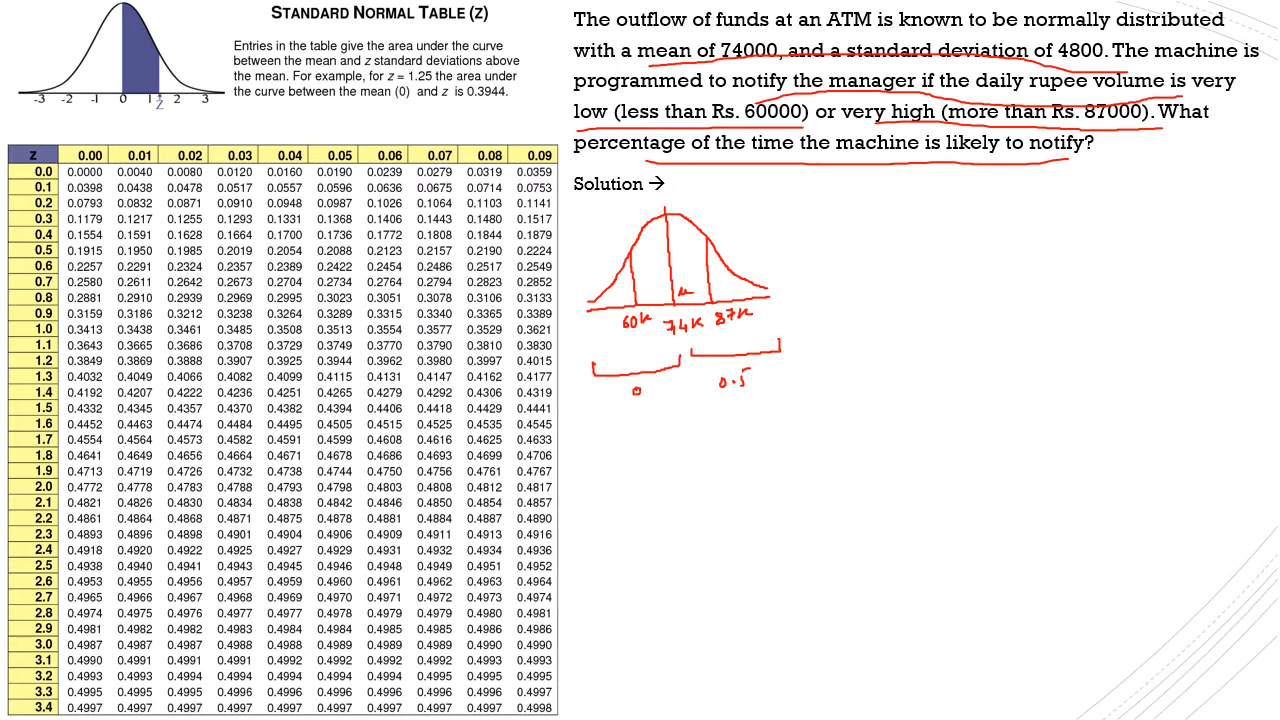 STANDARD NORMAL TABLE (Z)
Entries in the table give the area under the curve
between the mean and z standard deviations above
the mean. For example, for z = 1.25 the area under
the curve between the mean (0) and z is 0.3944.
-3 -2 -1 0 1 Z 2 3
z 0.00 0.01 0.02 0.03 0.04 0.05 0.06 0.07 0.08 0.09
0.0 0.0000 0.0040 0.0080 0.0120 0.0160 0.0190 0.0239 0.0279 0.0319 0.0359
0.1 0.0398 0.0438 0.0478 0.0517 0.0557 0.0596 0.0636 0.0675 0.0714 0.0753
0.2 0.0793 0.0832 0.0871 0.0910 0.0948 0.0987 0.1026 0.1064 0.1103 0.1141
0.3 0.1179 0.1217 0.1255 0.1293 0.1331 0.1368 0.1406 0.1443 0.1480 0.1517
0.4 0.1554 0.1591 0.1628 0.1664 0.1700 0.1736 0.1772 0.1808 0.1844 0.1879
0.5 0.1915 0.1950 0.1985 0.2019 0.2054 0.2088 0.2123 0.2157 0.2190 0.2224
0.6 0.2257 0.2291 0.2324 0.2357 0.2389 0.2422 0.2454 0.2486 0.2517 0.2549
0.7 0.2580 0.2611 0.2642 0.2673 0.2704 0.2734 0.2764 0.2794 0.2823 0.2852
0.8 0.2881 0.2910 0.2939 0.2969 0.2995 0.3023 0.3051 0.3078 0.3106 0.3133
0.9 0.3159 0.3186 0.3212 0.3238 0.3264 0.3289 0.3315 0.3340 0.3365 0.3389
1.0 0.3413 0.3438 0.3461 0.3485 0.3508 0.3513 0.3554 0.3577 0.3529 0.3621
1.1 0.3643 0.3665 0.3686 0.3708 0.3729 0.3749 0.3770 0.3790 0.3810 0.3830
1.2 0.3849 0.3869 0.3888 0.3907 0.3925 0.3944 0.3962 0.3980 0.3997 0.4015
1.3 0.4032 0.4049 0.4066 0.4082 0.4099 0.4115 0.4131 0.4147 0.4162 0.4177
1.4 0.4192 0.4207 0.4222 0.4236 0.4251 0.4265 0.4279 0.4292 0.4306 0.4319
1.5 0.4332 0.4345 0.4357 0.4370 0.4382 0.4394 0.4406 0.4418 0.4429 0.4441
1.6 0.4452 0.4463 0.4474 0.4484 0.4495 0.4505 0.4515 0.4525 0.4535 0.4545
1.7 0.4554 0.4564 0.4573 0.4582 0.4591 0.4599 0.4608 0.4616 0.4625 0.4633
1.8 0.4641 0.4649 0.4656 0.4664 0.4671 0.4678 0.4686 0.4693 0.4699 0.4706
1.9 0.4713 0.4719 0.4726 0.4732 0.4738 0.4744 0.4750 0.4756 0.4761 0.4767
2.0 0.4772 0.4778 0.4783 0.4788 0.4793 0.4798 0.4803 0.4808 0.4812 0.4817
2.1 0.4821 0.4826 0.4830 0.4834 0.4838 0.4842 0.4846 0.4850 0.4854 0.4857
2.2 0.4861 0.4864 0.4868 0.4871 0.4875 0.4878 0.4881 0.4884 0.4887 0.4890
2.3 0.4893 0.4896 0.4898 0.4901 0.4904 0.4906 0.4909 0.4911 0.4913 0.4916
2.4 0.4918 0.4920 0.4922 0.4925 0.4927 0.4929 0.4931 0.4932 0.4934 0.4936
2.5 0.4938 0.4940 0.4941 0.4943 0.4945 0.4946 0.4948 0.4949 0.4951 0.4952
2.6 0.4953 0.4955 0.4956 0.4957 0.4959 0.4960 0.4961 0.4962 0.4963 0.4964
2.7 0.4965 0.4966 0.4967 0.4968 0.4969 0.4970 0.4971 0.4972 0.4973 0.4974
2.8 0.4974 0.4975 0.4976 0.4977 0.4977 0.4978 0.4979 0.4979 0.4980 0.4981
2.9 0.4981 0.4982 0.4982 0.4983 0.4984 0.4984 0.4985 0.4985 0.4986 0.4986
3.0 0.4987 0.4987 0.4987 0.4988 0.4988 0.4989 0.4989 0.4989 0.4990 0.4990
3.1 0.4990 0.4991 0.4991 0.4991 0.4992 0.4992 0.4992 0.4992 0.4993 0.4993
3.2 0.4993 0.4993 0.4994 0.4994 0.4994 0.4994 0.4994 0.4995 0.4995 0.4995
3.3 0.4995 0.4995 0.4995 0.4996 0.4996 0.4996 0.4996 0.4996 0.4996 0.4997
3.4 0.4997 0.4997 0.4997 0.4997 0.4997 0.4997 0.4997 0.4997 0.4997 0.4998
The outflow of funds at an ATM is known to be normally distributed
with a mean of 74000, and a standard deviation of 4800. The machine is
programmed to notify the manager if the daily rupee volume is very
low (less than Rs. 60000) or very high (more than Rs. 87000). What
percentage of the time the machine is likely to notify?
Solution →
μ
60K 74K 87K
0 0.5